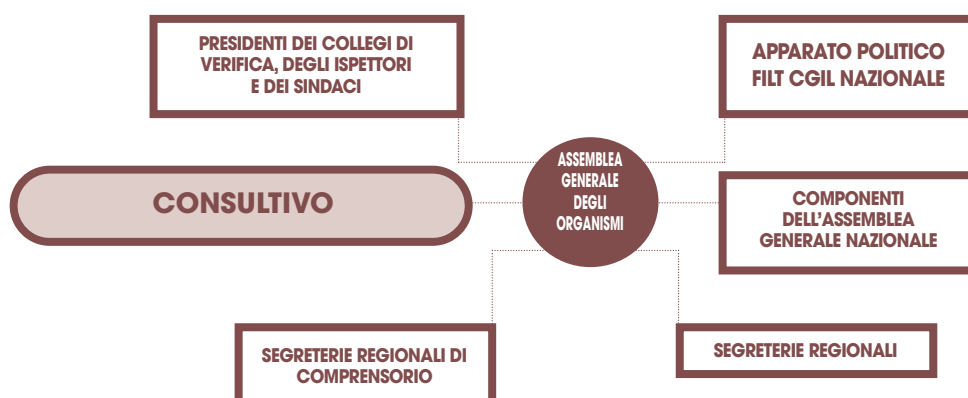 PRESIDENTI DEI COLLEGI DI
VERIFICA, DEGLI ISPETTORI
E DEI SINDACI
APPARATO POLITICO
FILT CGIL NAZIONALE
CONSULTIVO
ASSEMBLEA
GENERALE
DEGLI
ORGANISMI
COMPONENTI
DELL'ASSEMBLEA
GENERALE NAZIONALE
SEGRETERIE REGIONALI DI
COMPRENSORIO
SEGRETERIE REGIONALI